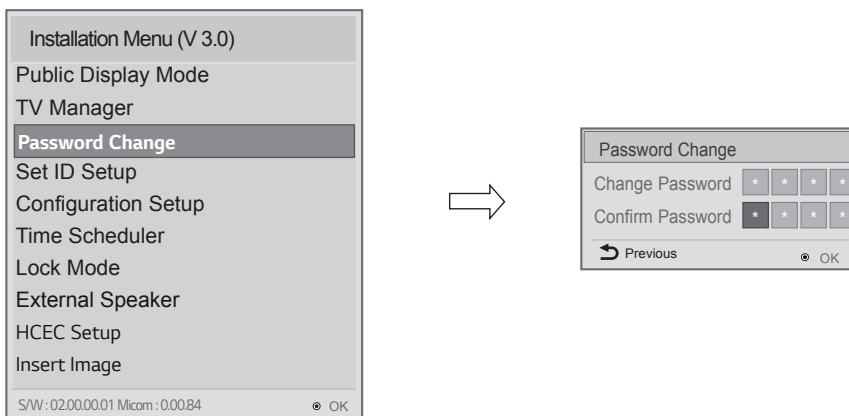 Installation Menu (V 3.0)
Public Display Mode
TV Manager
Password Change
Set ID Setup
Configuration Setup
Time Scheduler
Lock Mode
External Speaker
HCEC Setup
Insert Image
S/W : 02.00.00.01 Micom : 0.00.84 ◉ OK
Password Change
Change Password * * * *
Confirm Password * * * *
Previous ◉ OK